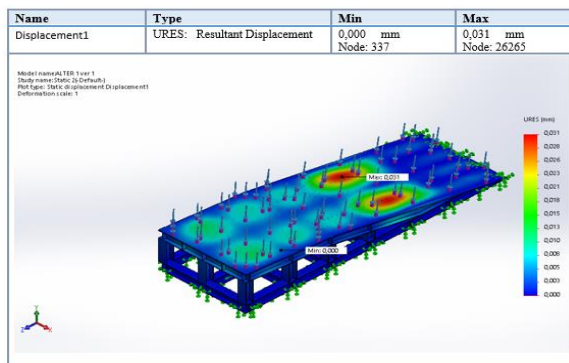 Name Type Min Max
Displacement1 URES: Resultant Displacement 0,000 mm 0,031 mm
Node: 337 Node: 26265
Model name:ALTER 1 ver 1
Study name:Static 2(-Default-)
Plot type: Static displacement Displacement1
Deformation scale: 1
URES (mm)
0,031
0,028
0,026
0,023
0,020
0,018
0,015
0,013
0,010
0,008
0,005
0,003
0,000
Max: 0,031
Min: 0,000
Y
Z
X